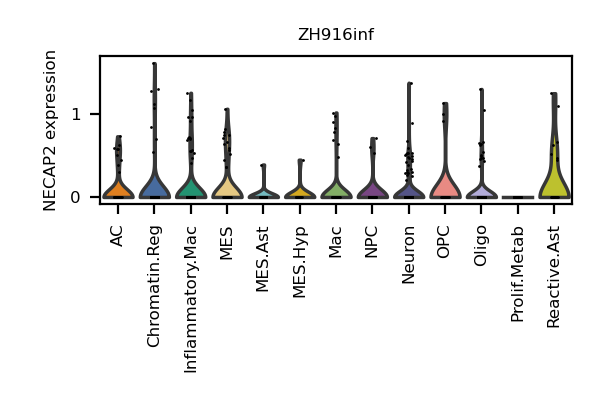 ZH916inf
NECAP2 expression
1
0
AC
Chromatin.Reg
Inflammatory.Mac
MES
MES.Ast
MES.Hyp
Mac
NPC
Neuron
OPC
Oligo
Prolif.Metab
Reactive.Ast